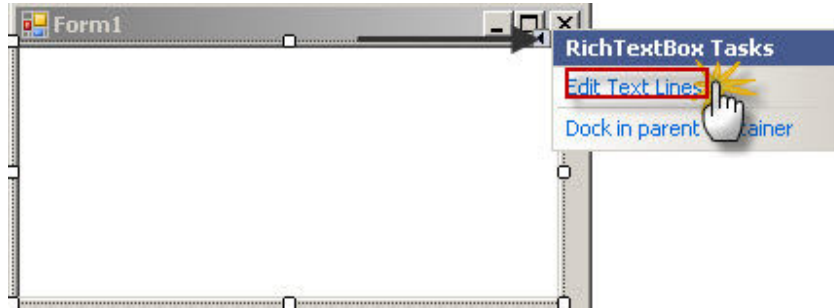 Form1
RichTextBox Tasks
Edit Text Lines
Dock in parent